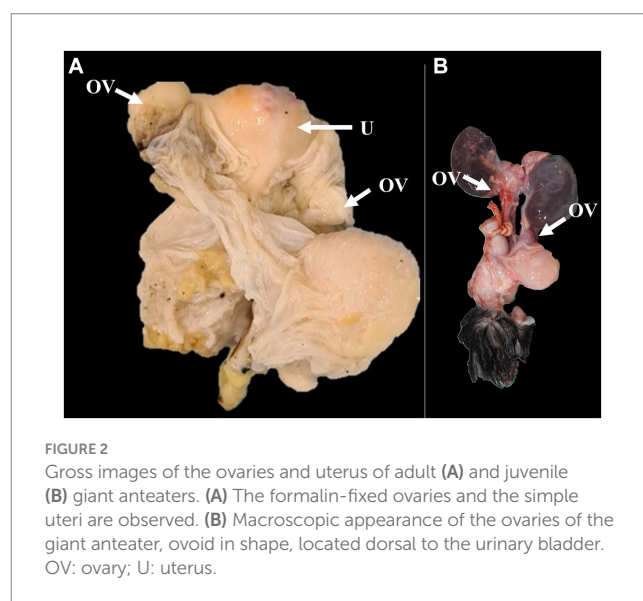 A
B
OV
U
OV
OV
OV
FIGURE 2
Gross images of the ovaries and uterus of adult (A) and juvenile
(B) giant anteaters. (A) The formalin-fixed ovaries and the simple
uteri are observed. (B) Macroscopic appearance of the ovaries of the
giant anteater, ovoid in shape, located dorsal to the urinary bladder.
OV: ovary; U: uterus.